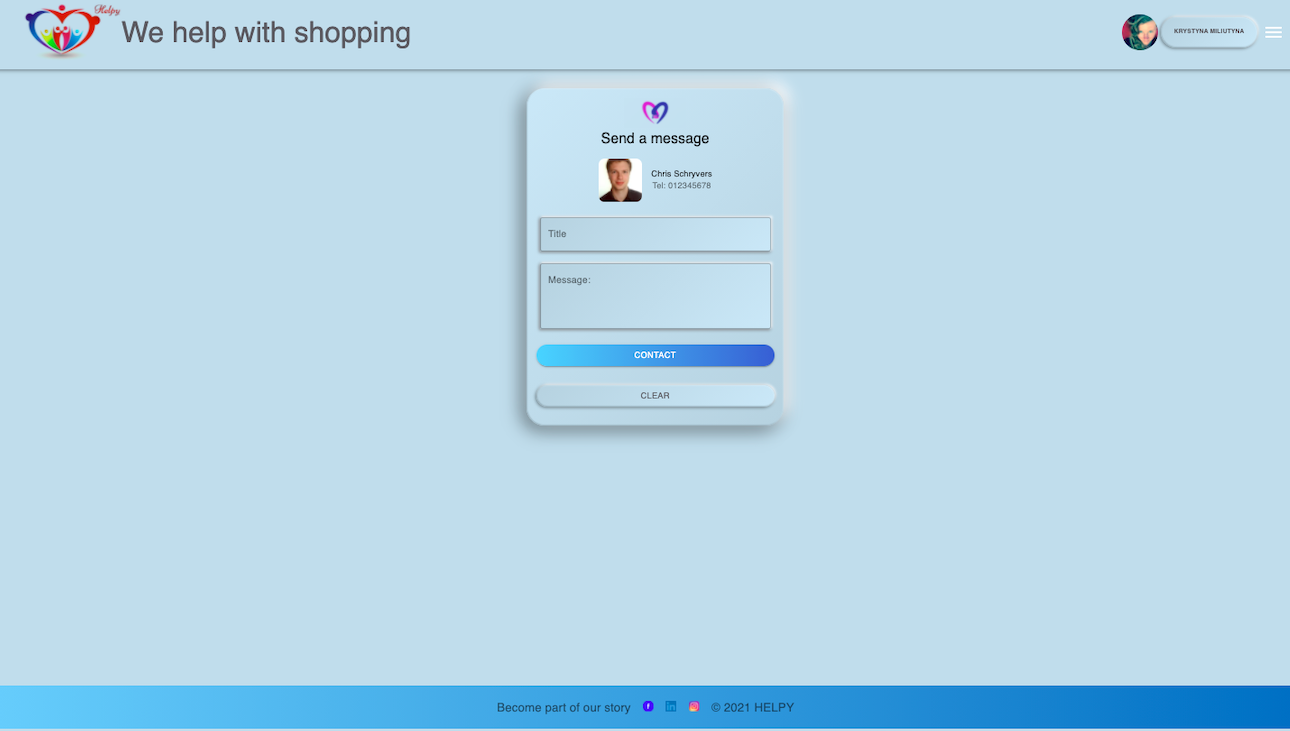 Helpy
We help with shopping
KRYSTYNA MILIUTYNA
Send a message
Chris Schryvers
Tel: 012345678
Title
Message:
CONTACT
CLEAR
Become part of our story f in © 2021 HELPY